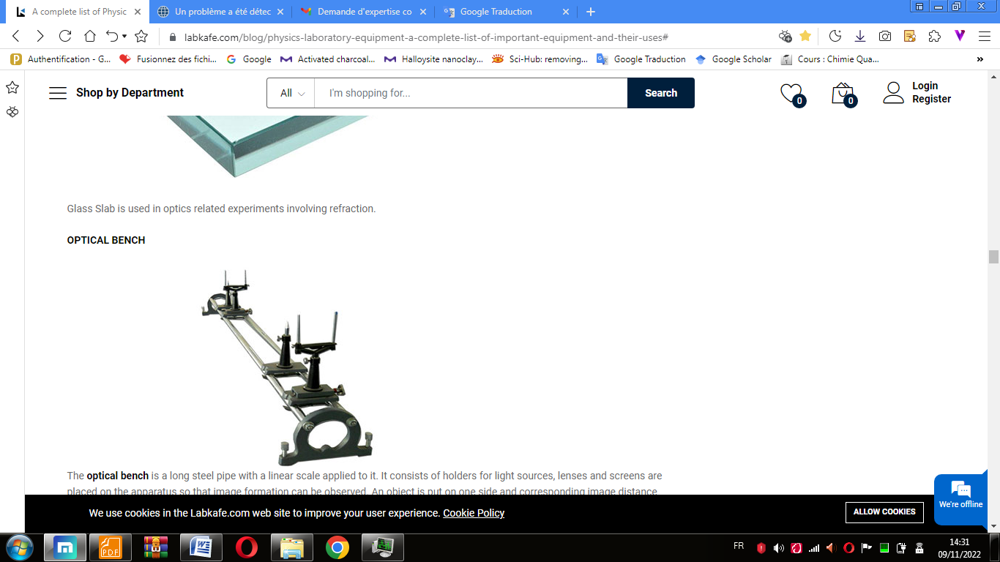 A complete list of Physic
Un problème a été détec
Demande d'expertise co
Google Traduction
labkafe.com/blog/physics-laboratory-equipment-a-complete-list-of-important-equipment-and-their-uses#
Authentification - G...
Fusionnez des fichi...
Google
Activated charcoal...
Halloysite nanoclay...
Sci-Hub: removing...
Google Traduction
Google Scholar
Cours : Chimie Qua...
»
Shop by Department
All
I'm shopping for...
Search
0
0
Login
Register
Glass Slab is used in optics related experiments involving refraction.
OPTICAL BENCH
The optical bench is a long steel pipe with a linear scale applied to it. It consists of holders for light sources, lenses and screens are
placed on the apparatus so that image formation can be observed. An object is put on one side and corresponding image distance
We're offline
We use cookies in the Labkafe.com web site to improve your user experience. Cookie Policy
ALLOW COOKIES
PDF
FR
14:31
09/11/2022